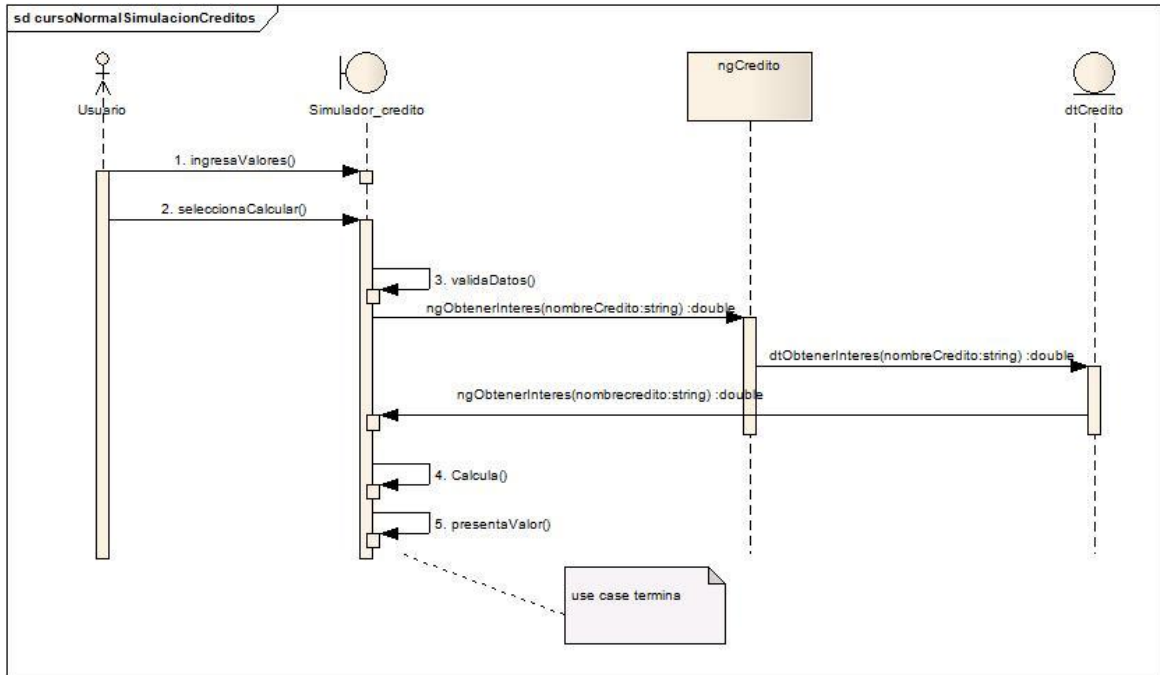 sd cursoNormalSimulacionCreditos
Usuario
Simulador_credito
ngCredito
dtCredito
1. ingresaValores()
2. seleccionaCalcular()
3. validaDatos()
ngObtenerInteres(nombreCredito:string) :double
dtObtenerInteres(nombreCredito:string) :double
ngObtenerInteres(nombrecredito:string) :double
4. Calcula()
5. presentaValor()
use case termina